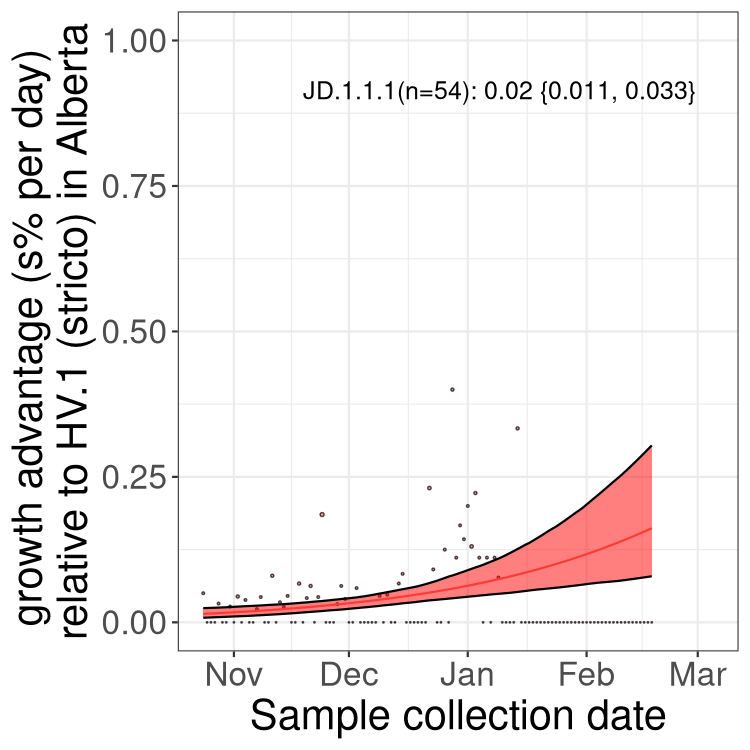 growth advantage (s% per day)
relative to HV.1 (stricto) in Alberta
1.00
0.75
0.50
0.25
0.00
JD.1.1.1(n=54): 0.02 {0.011, 0.033}
Nov Dec Jan Feb Mar
Sample collection date